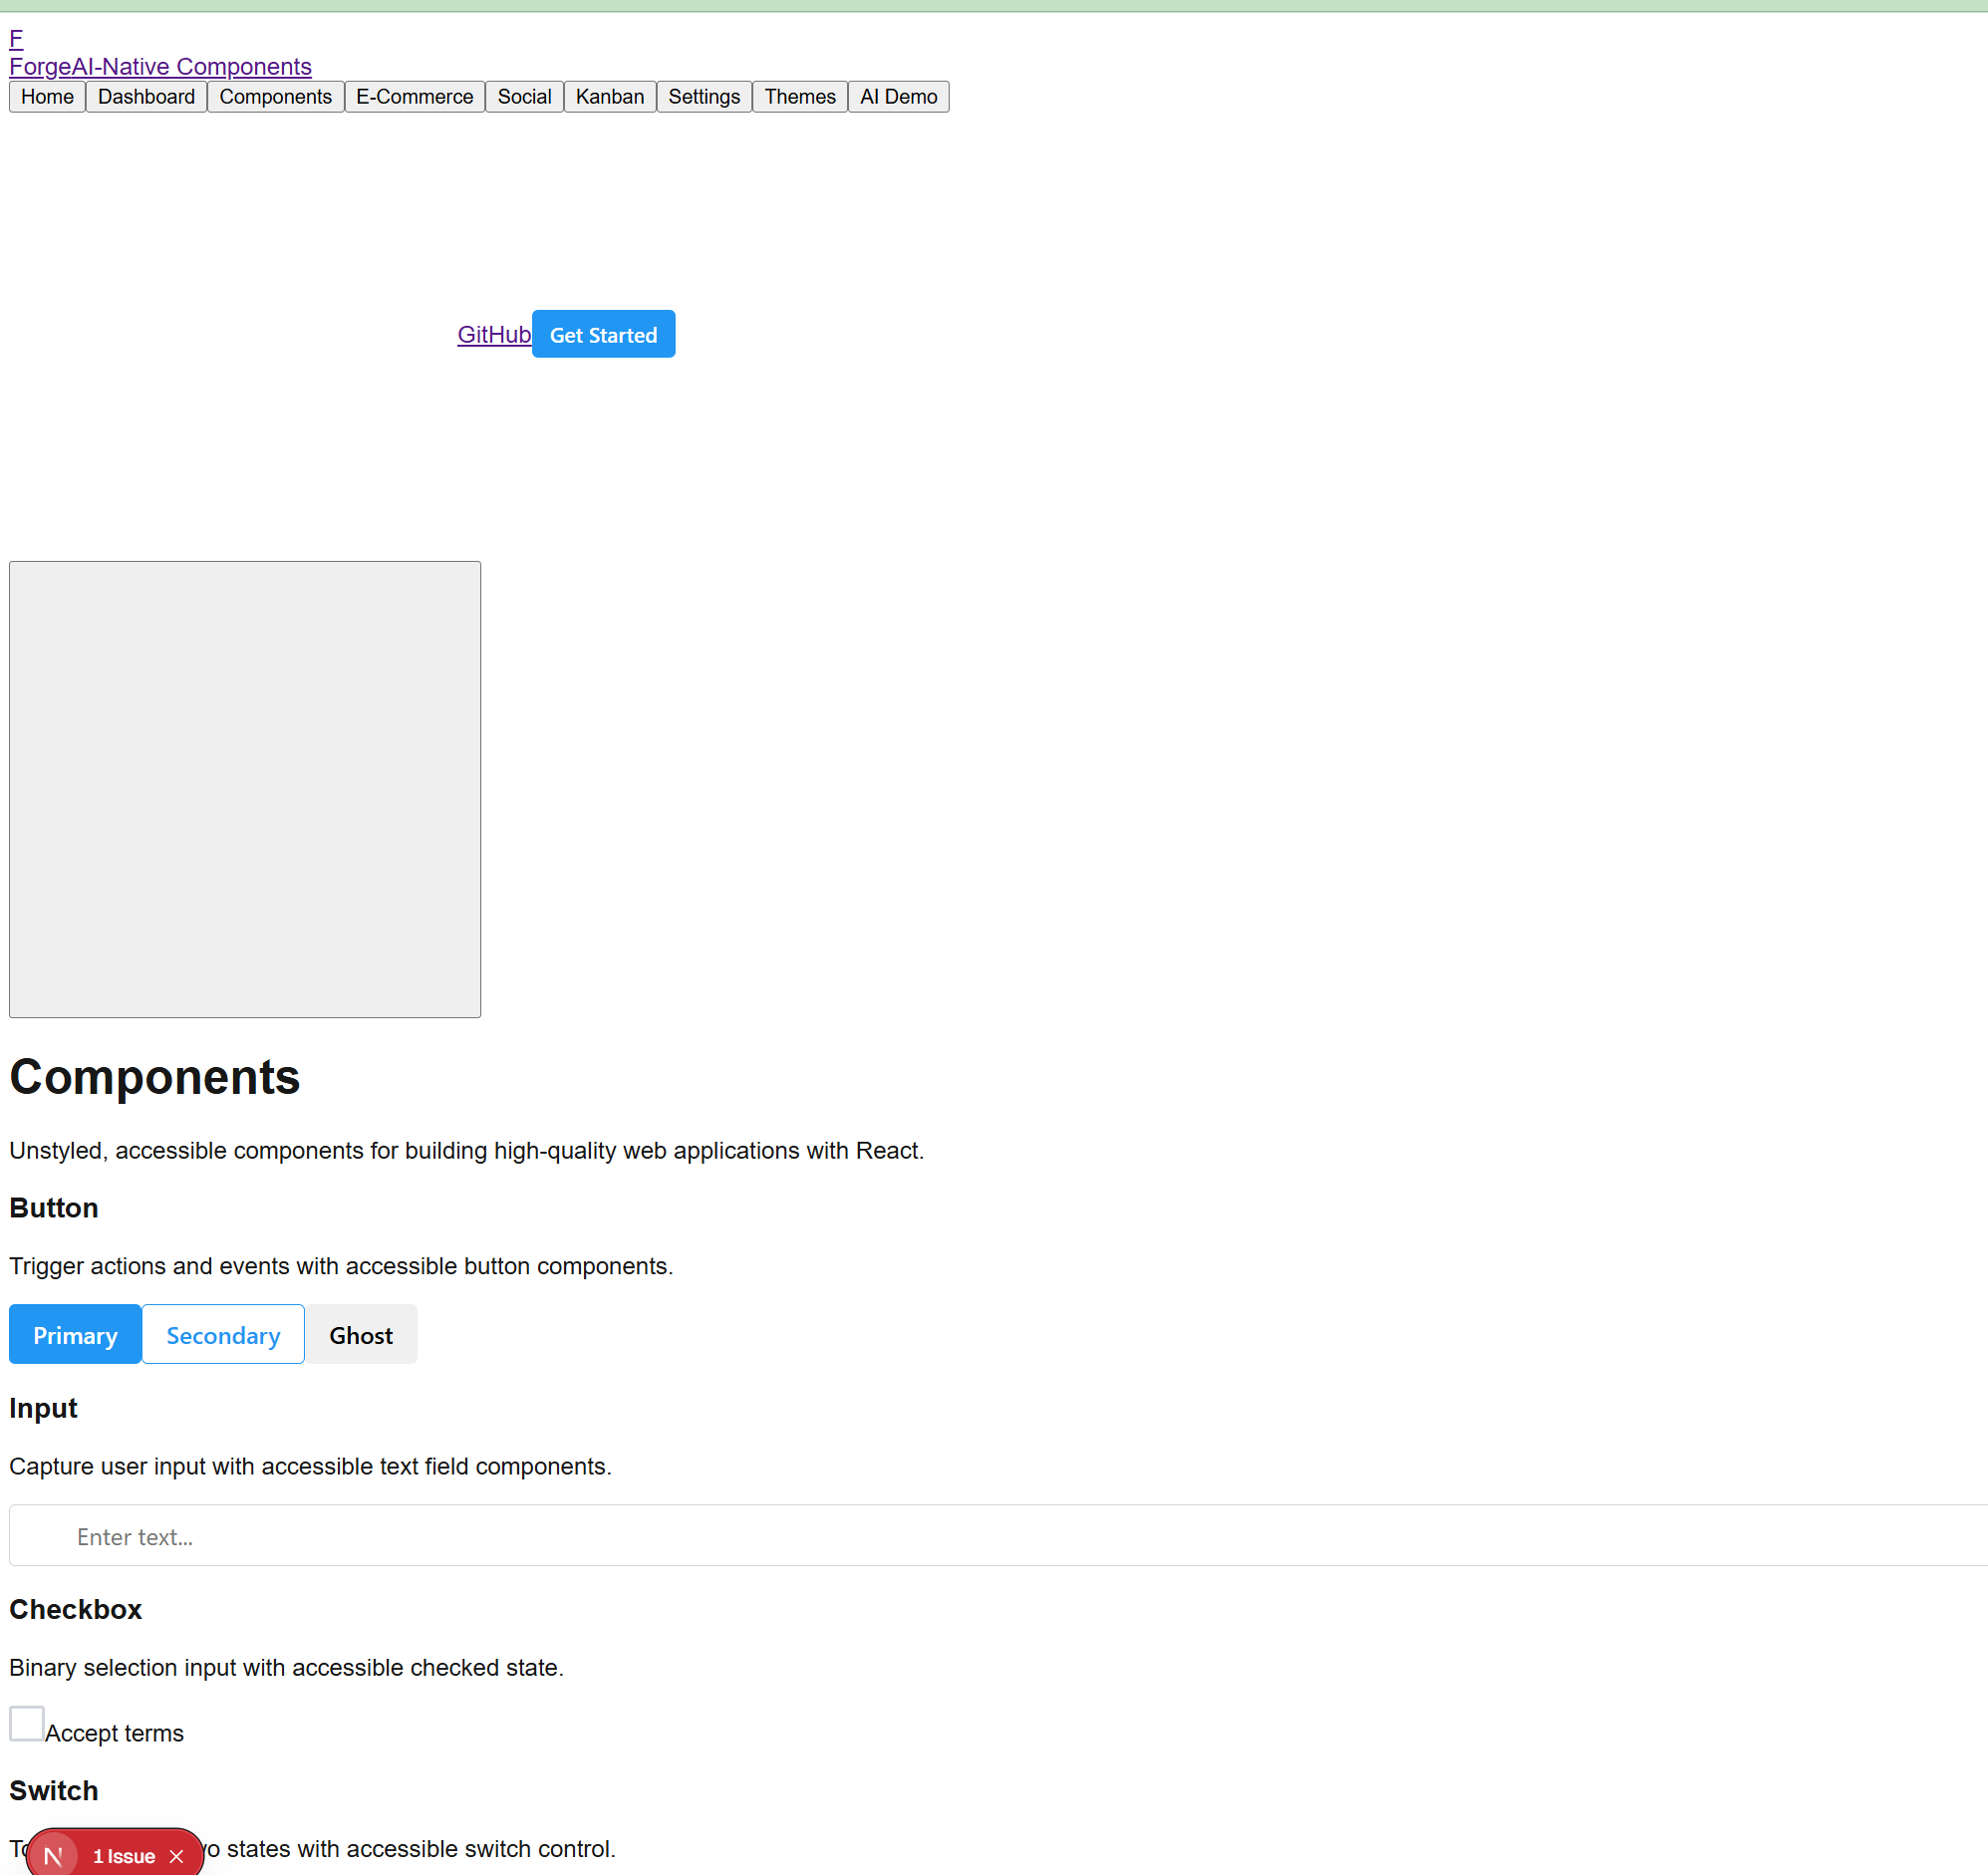 F
ForgeAI-Native Components
Home Dashboard Components E-Commerce Social Kanban Settings Themes AI Demo
GitHub Get Started
Components
Unstyled, accessible components for building high-quality web applications with React.
Button
Trigger actions and events with accessible button components.
Primary Secondary Ghost
Input
Capture user input with accessible text field components.
Enter text...
Checkbox
Binary selection input with accessible checked state.
Accept terms
Switch
states with accessible switch control.
N 1 Issue